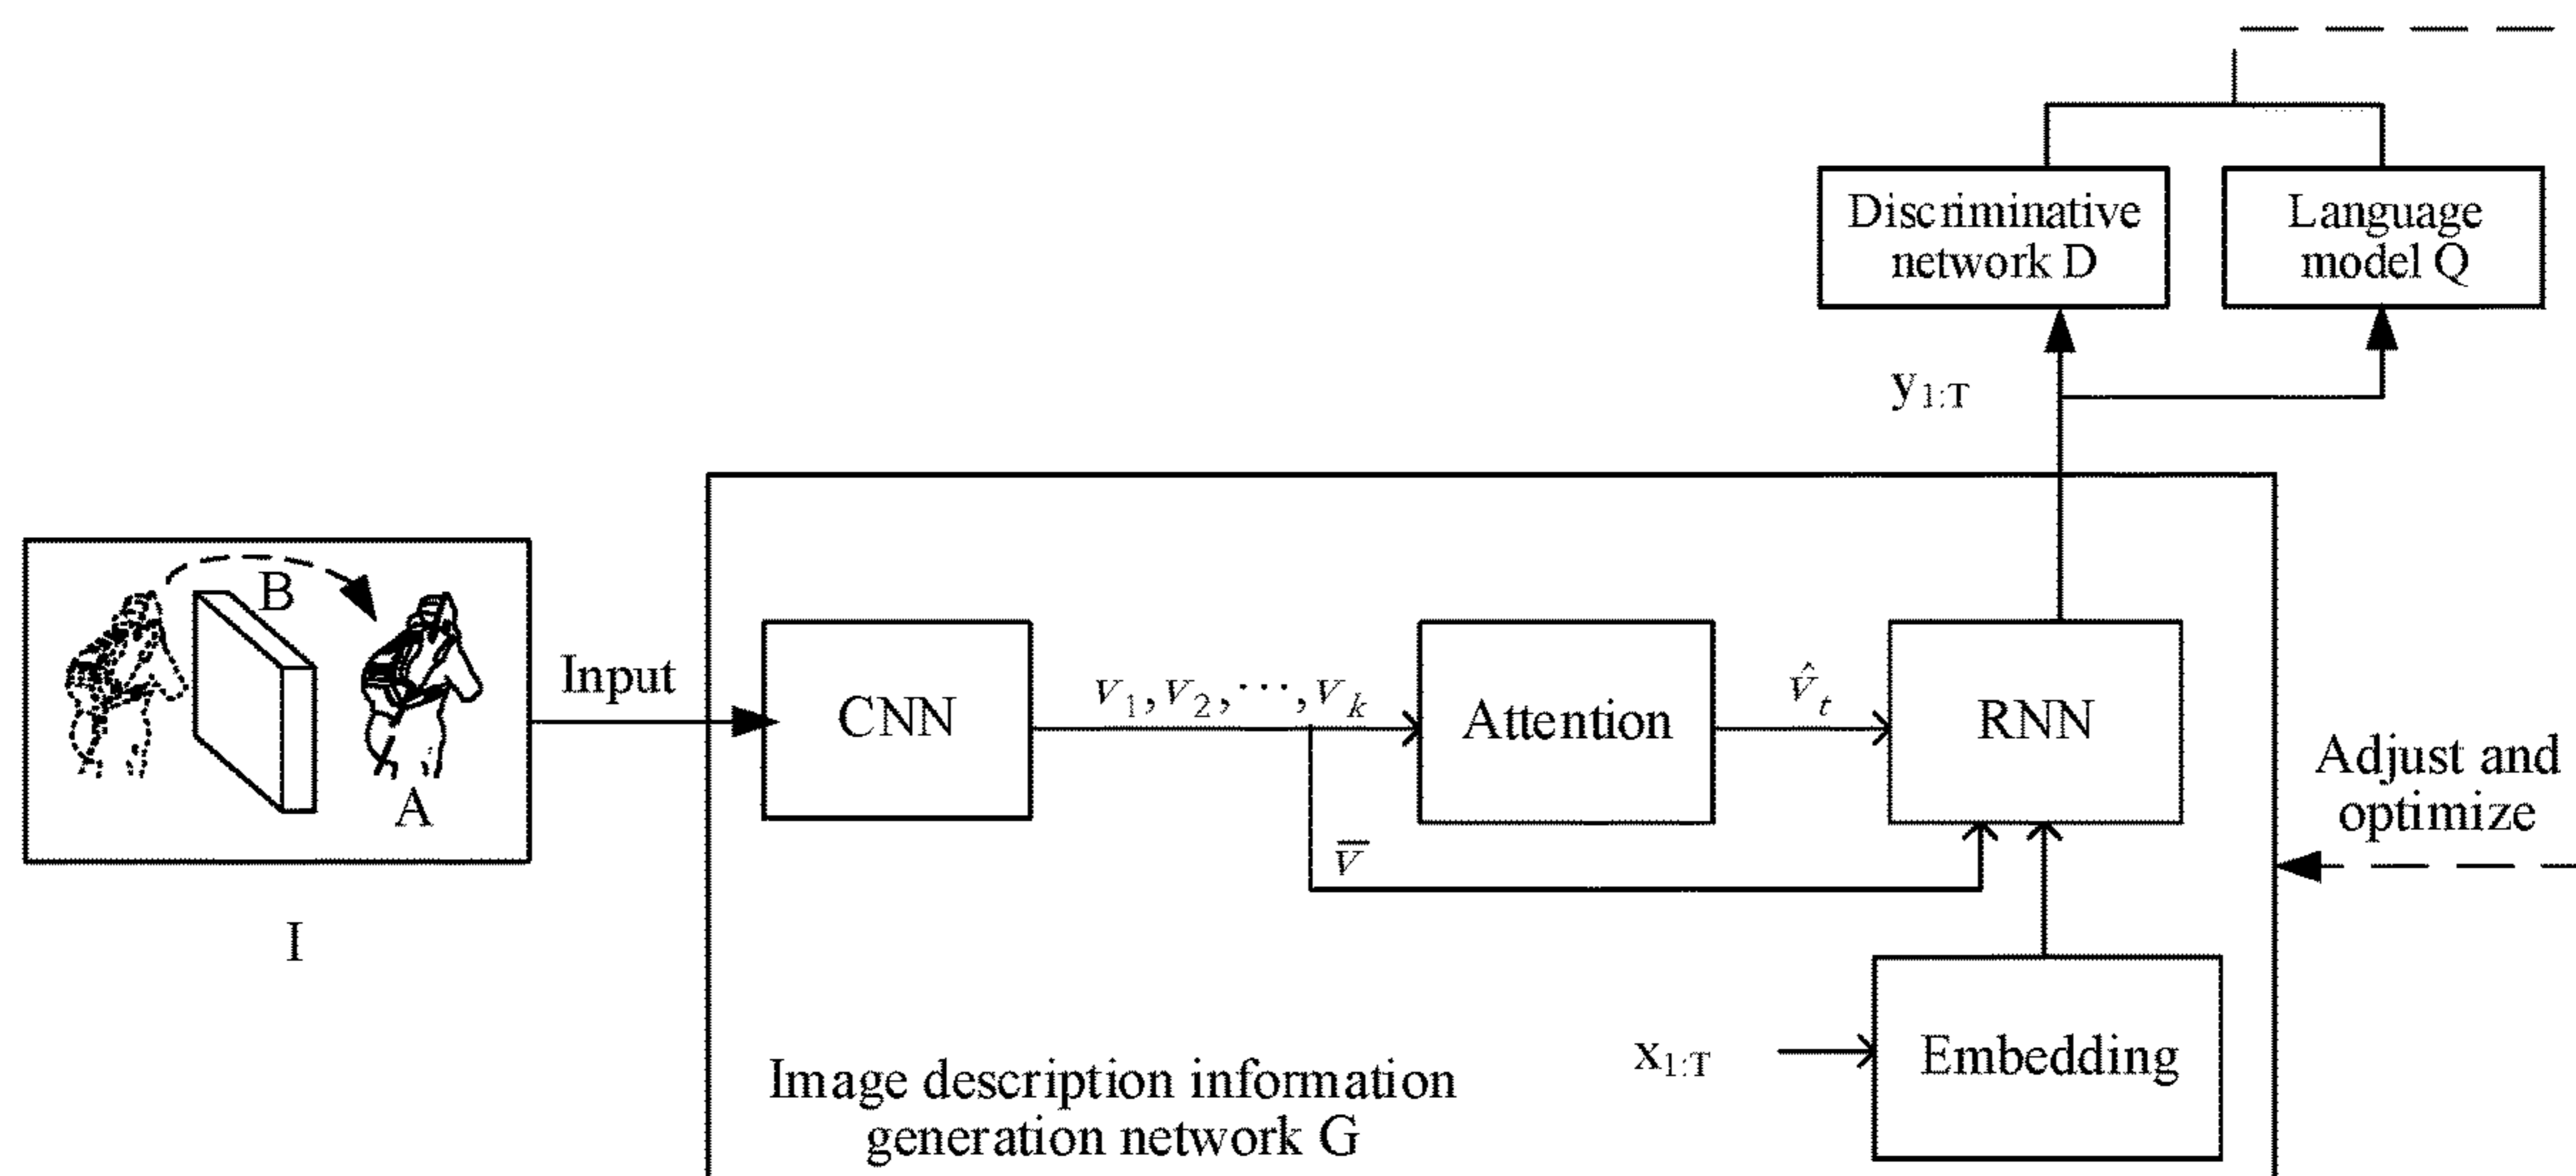 Discriminative
network D
Language
model Q
y1:T
B
A
I
Input
CNN
V1, V2, ···, Vk
Attention
v̂t
RNN
v̅
Adjust and
optimize
x1:T
Embedding
Image description information
generation network G